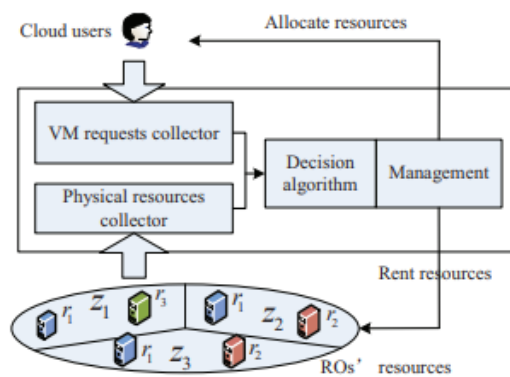 Cloud users
Allocate resources
VM requests collector
Physical resources
collector
Decision
algorithm
Management
Rent resources
r₁ z₁ r₃
r₁ z₂ r₂
r₁ z₃ r₂
ROs' resources